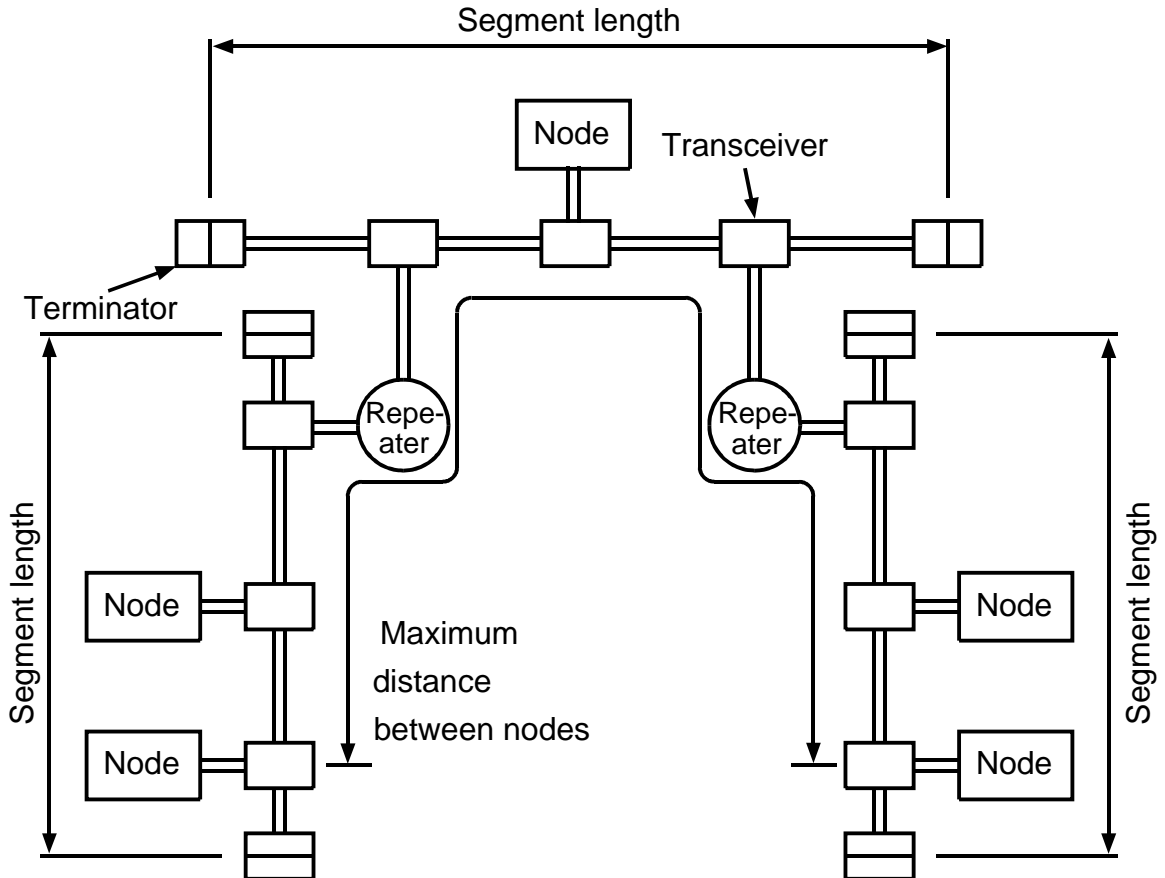 Segment length
Node
Transceiver
Terminator
Repe-
ater
Repe-
ater
Segment length
Segment length
Node
Node
Maximum
distance
between nodes
Node
Node